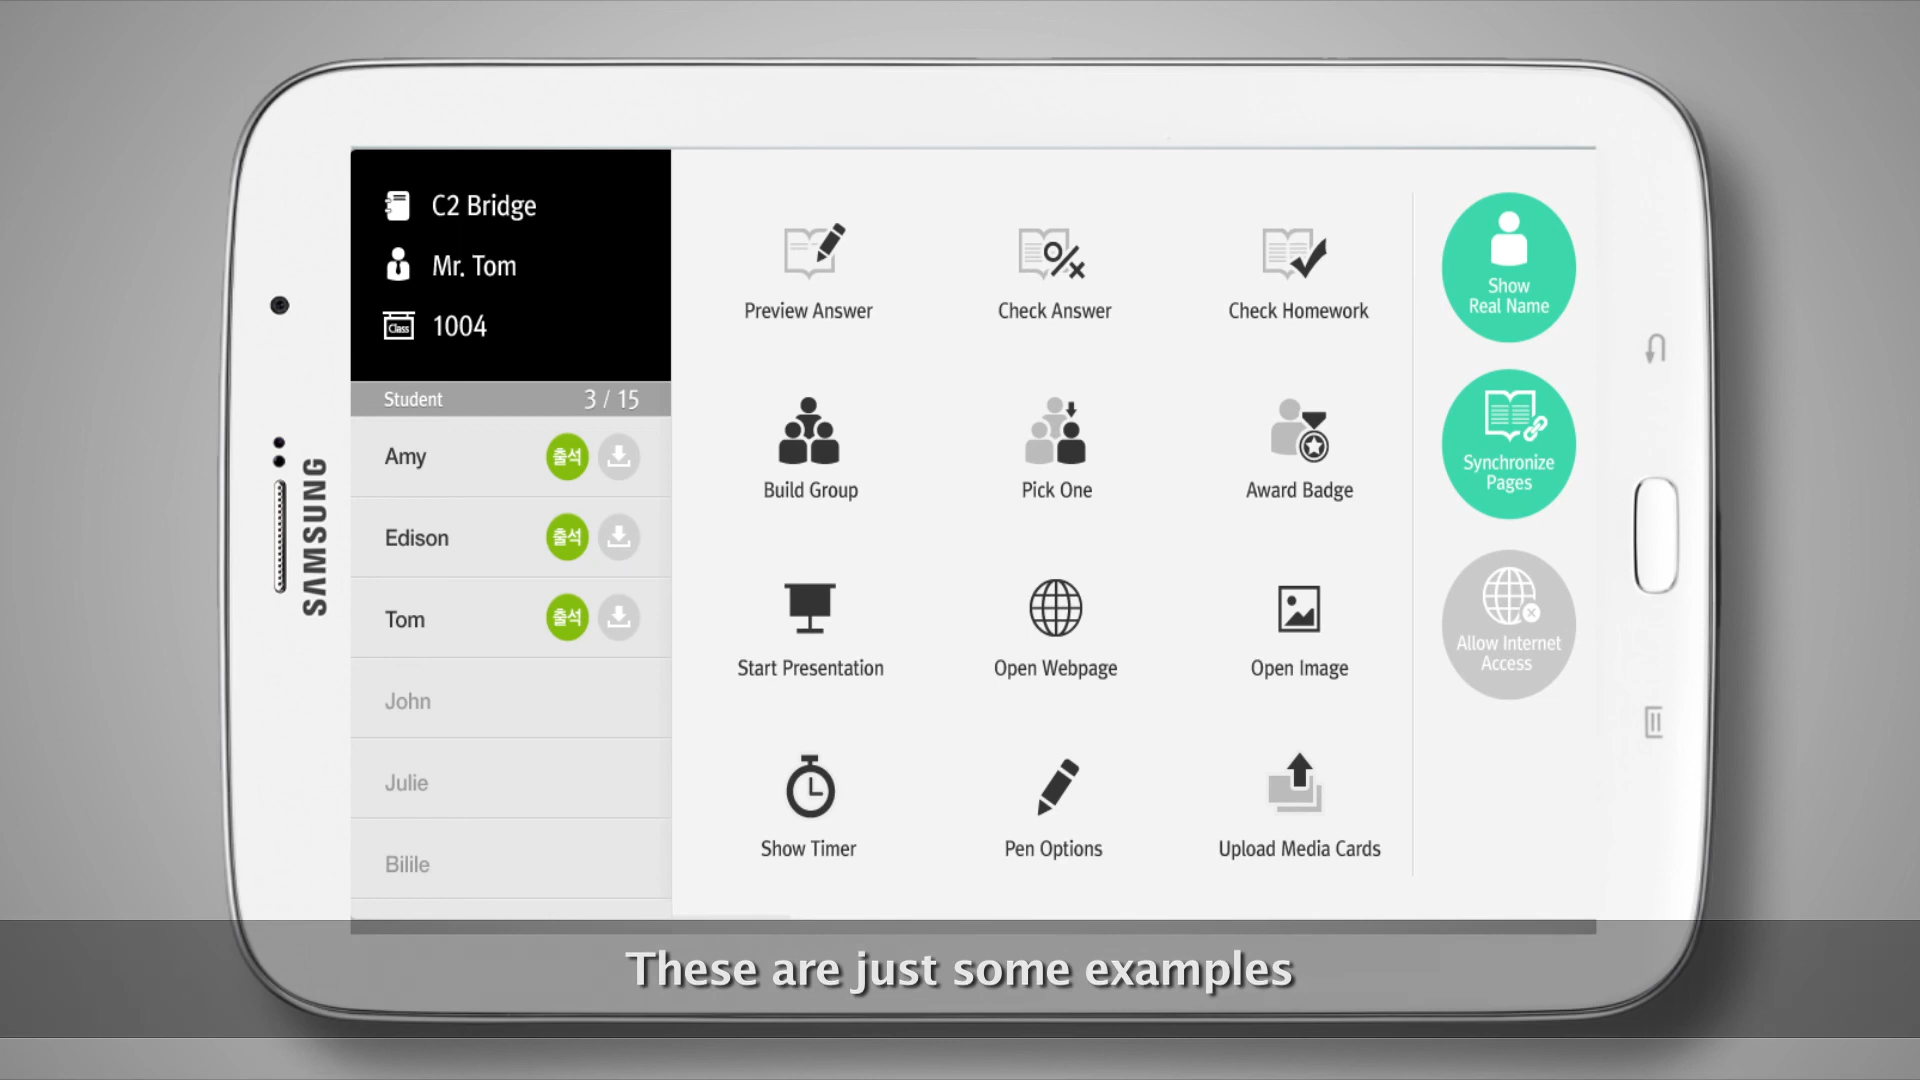 SAMSUNG
C2 Bridge
Mr. Tom
Class
1004
Student 3 / 15
Amy 출석
Edison 출석
Tom 출석
John
Julie
Bilile
Preview Answer
Check Answer
Check Homework
Build Group
Pick One
Award Badge
Start Presentation
Open Webpage
Open Image
Show Timer
Pen Options
Upload Media Cards
Show
Real Name
Synchronize
Pages
Allow Internet
Access
These are just some examples